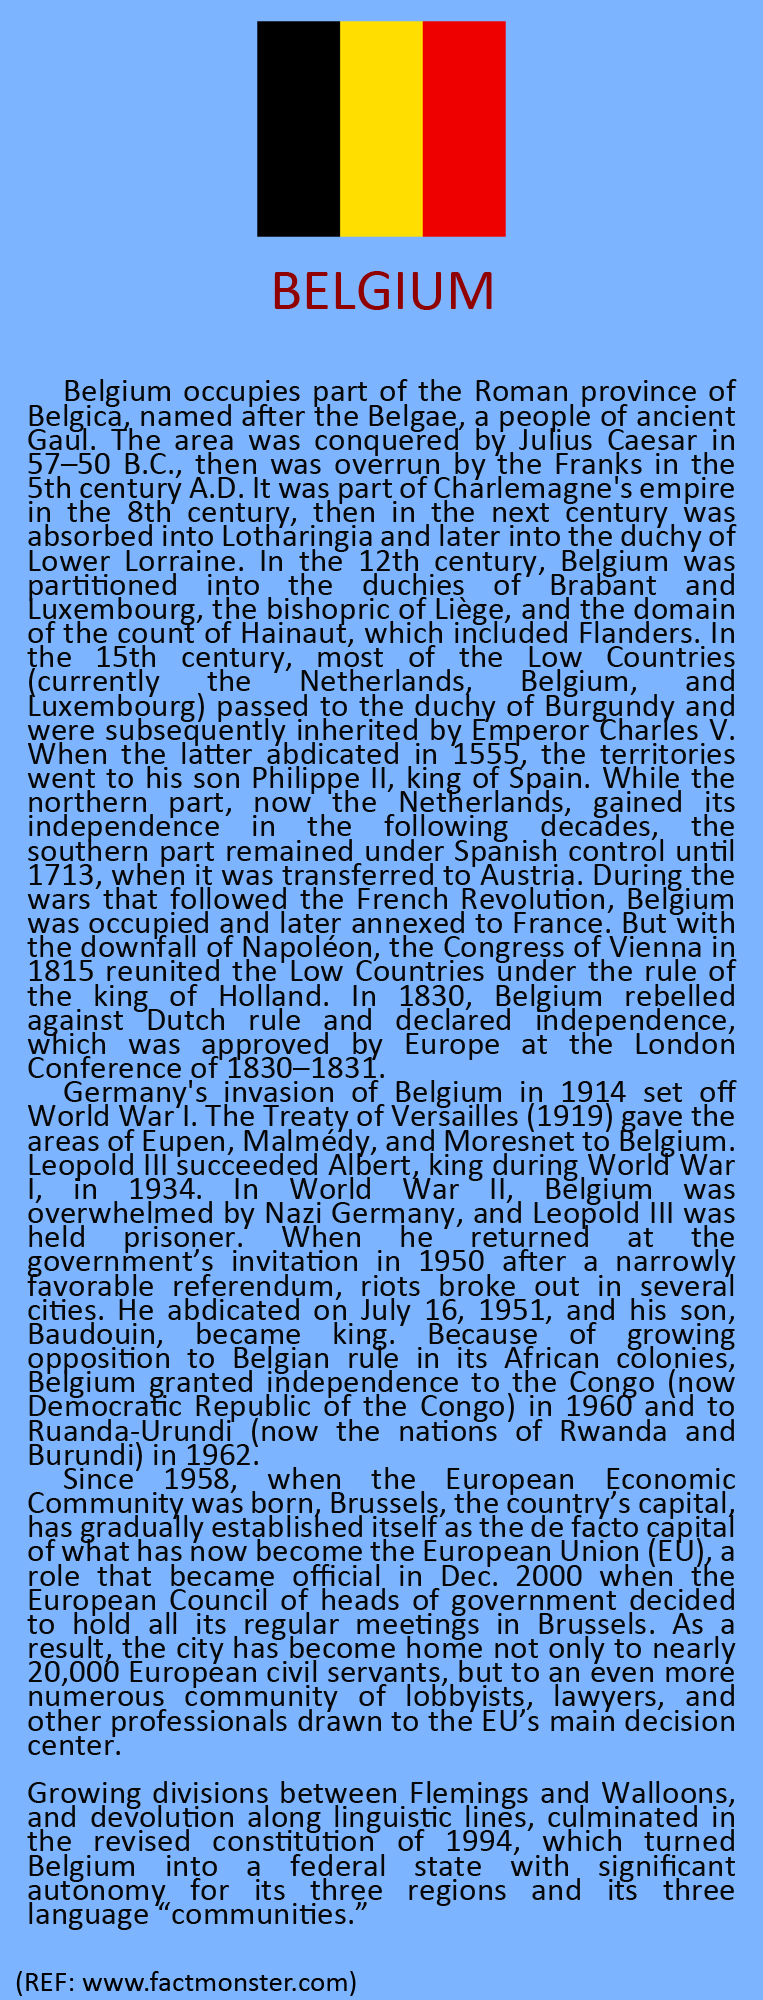 BELGIUM
Belgium occupies part of the Roman province of
Belgica, named after the Belgae, a people of ancient
Gaul. The area was conquered by Julius Caesar in
57–50 B.C., then was overrun by the Franks in the
5th century A.D. It was part of Charlemagne's empire
in the 8th century, then in the next century was
absorbed into Lotharingia and later into the duchy of
Lower Lorraine. In the 12th century, Belgium was
partitioned into the duchies of Brabant and
Luxembourg, the bishopric of Liège, and the domain
of the count of Hainaut, which included Flanders. In
the 15th century, most of the Low Countries
(currently the Netherlands, Belgium, and
Luxembourg) passed to the duchy of Burgundy and
were subsequently inherited by Emperor Charles V.
When the latter abdicated in 1555, the territories
went to his son Philippe II, king of Spain. While the
northern part, now the Netherlands, gained its
independence in the following decades, the
southern part remained under Spanish control until
1713, when it was transferred to Austria. During the
wars that followed the French Revolution, Belgium
was occupied and later annexed to France. But with
the downfall of Napoléon, the Congress of Vienna in
1815 reunited the Low Countries under the rule of
the king of Holland. In 1830, Belgium rebelled
against Dutch rule and declared independence,
which was approved by Europe at the London
Conference of 1830–1831.
Germany's invasion of Belgium in 1914 set off
World War I. The Treaty of Versailles (1919) gave the
areas of Eupen, Malmédy, and Moresnet to Belgium.
Leopold III succeeded Albert, king during World War
I, in 1934. In World War II, Belgium was
overwhelmed by Nazi Germany, and Leopold III was
held prisoner. When he returned at the
government’s invitation in 1950 after a narrowly
favorable referendum, riots broke out in several
cities. He abdicated on July 16, 1951, and his son,
Baudouin, became king. Because of growing
opposition to Belgian rule in its African colonies,
Belgium granted independence to the Congo (now
Democratic Republic of the Congo) in 1960 and to
Ruanda-Urundi (now the nations of Rwanda and
Burundi) in 1962.
Since 1958, when the European Economic
Community was born, Brussels, the country’s capital,
has gradually established itself as the de facto capital
of what has now become the European Union (EU), a
role that became official in Dec. 2000 when the
European Council of heads of government decided
to hold all its regular meetings in Brussels. As a
result, the city has become home not only to nearly
20,000 European civil servants, but to an even more
numerous community of lobbyists, lawyers, and
other professionals drawn to the EU’s main decision
center.
Growing divisions between Flemings and Walloons,
and devolution along linguistic lines, culminated in
the revised constitution of 1994, which turned
Belgium into a federal state with significant
autonomy for its three regions and its three
language “communities.”
(REF: www.factmonster.com)